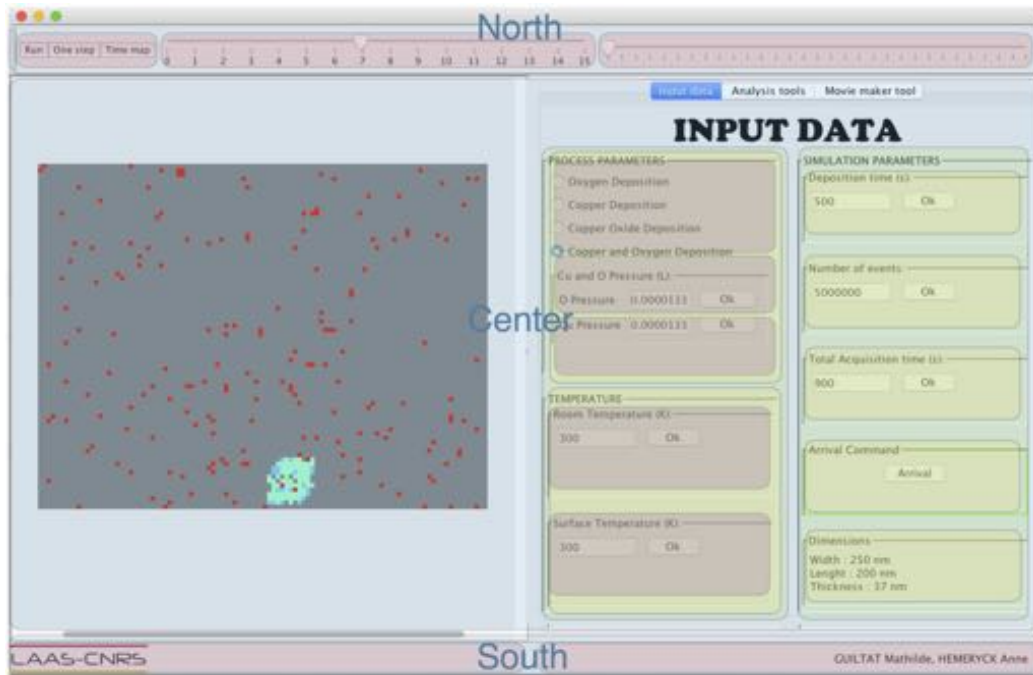 North
Run One step Time map
0 1 2 3 4 5 6 7 8 9 10 11 12 13 14 15
Input data Analysis tools Movie maker tool
INPUT DATA
PROCESS PARAMETERS
Oxygen Deposition
Copper Deposition
Copper Oxide Deposition
Copper and Oxygen Deposition
Cu and O Pressure (L)
O Pressure 0.0000133 Ok
Pressure 0.0000133 Ok
Center
TEMPERATURE
Room Temperature (K)
300 Ok
Surface Temperature (K)
300 Ok
SIMULATION PARAMETERS
Deposition time (s)
500 Ok
Number of events
5000000 Ok
Total Acquisition time (s)
900 Ok
Arrival Command
Arrival
Dimensions
Width : 250 nm
Lenght : 200 nm
Thickness : 37 nm
LAAS-CNRS
South
GUILTAT Mathilde, HEMERYCK Anne